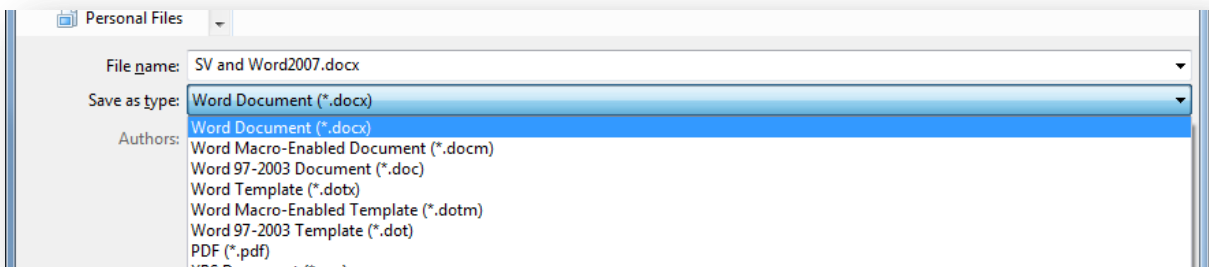 Personal Files
File name: SV and Word2007.docx
Save as type: Word Document (*.docx)
Authors:
Word Document (*.docx)
Word Macro-Enabled Document (*.docm)
Word 97-2003 Document (*.doc)
Word Template (*.dotx)
Word Macro-Enabled Template (*.dotm)
Word 97-2003 Template (*.dot)
PDF (*.pdf)